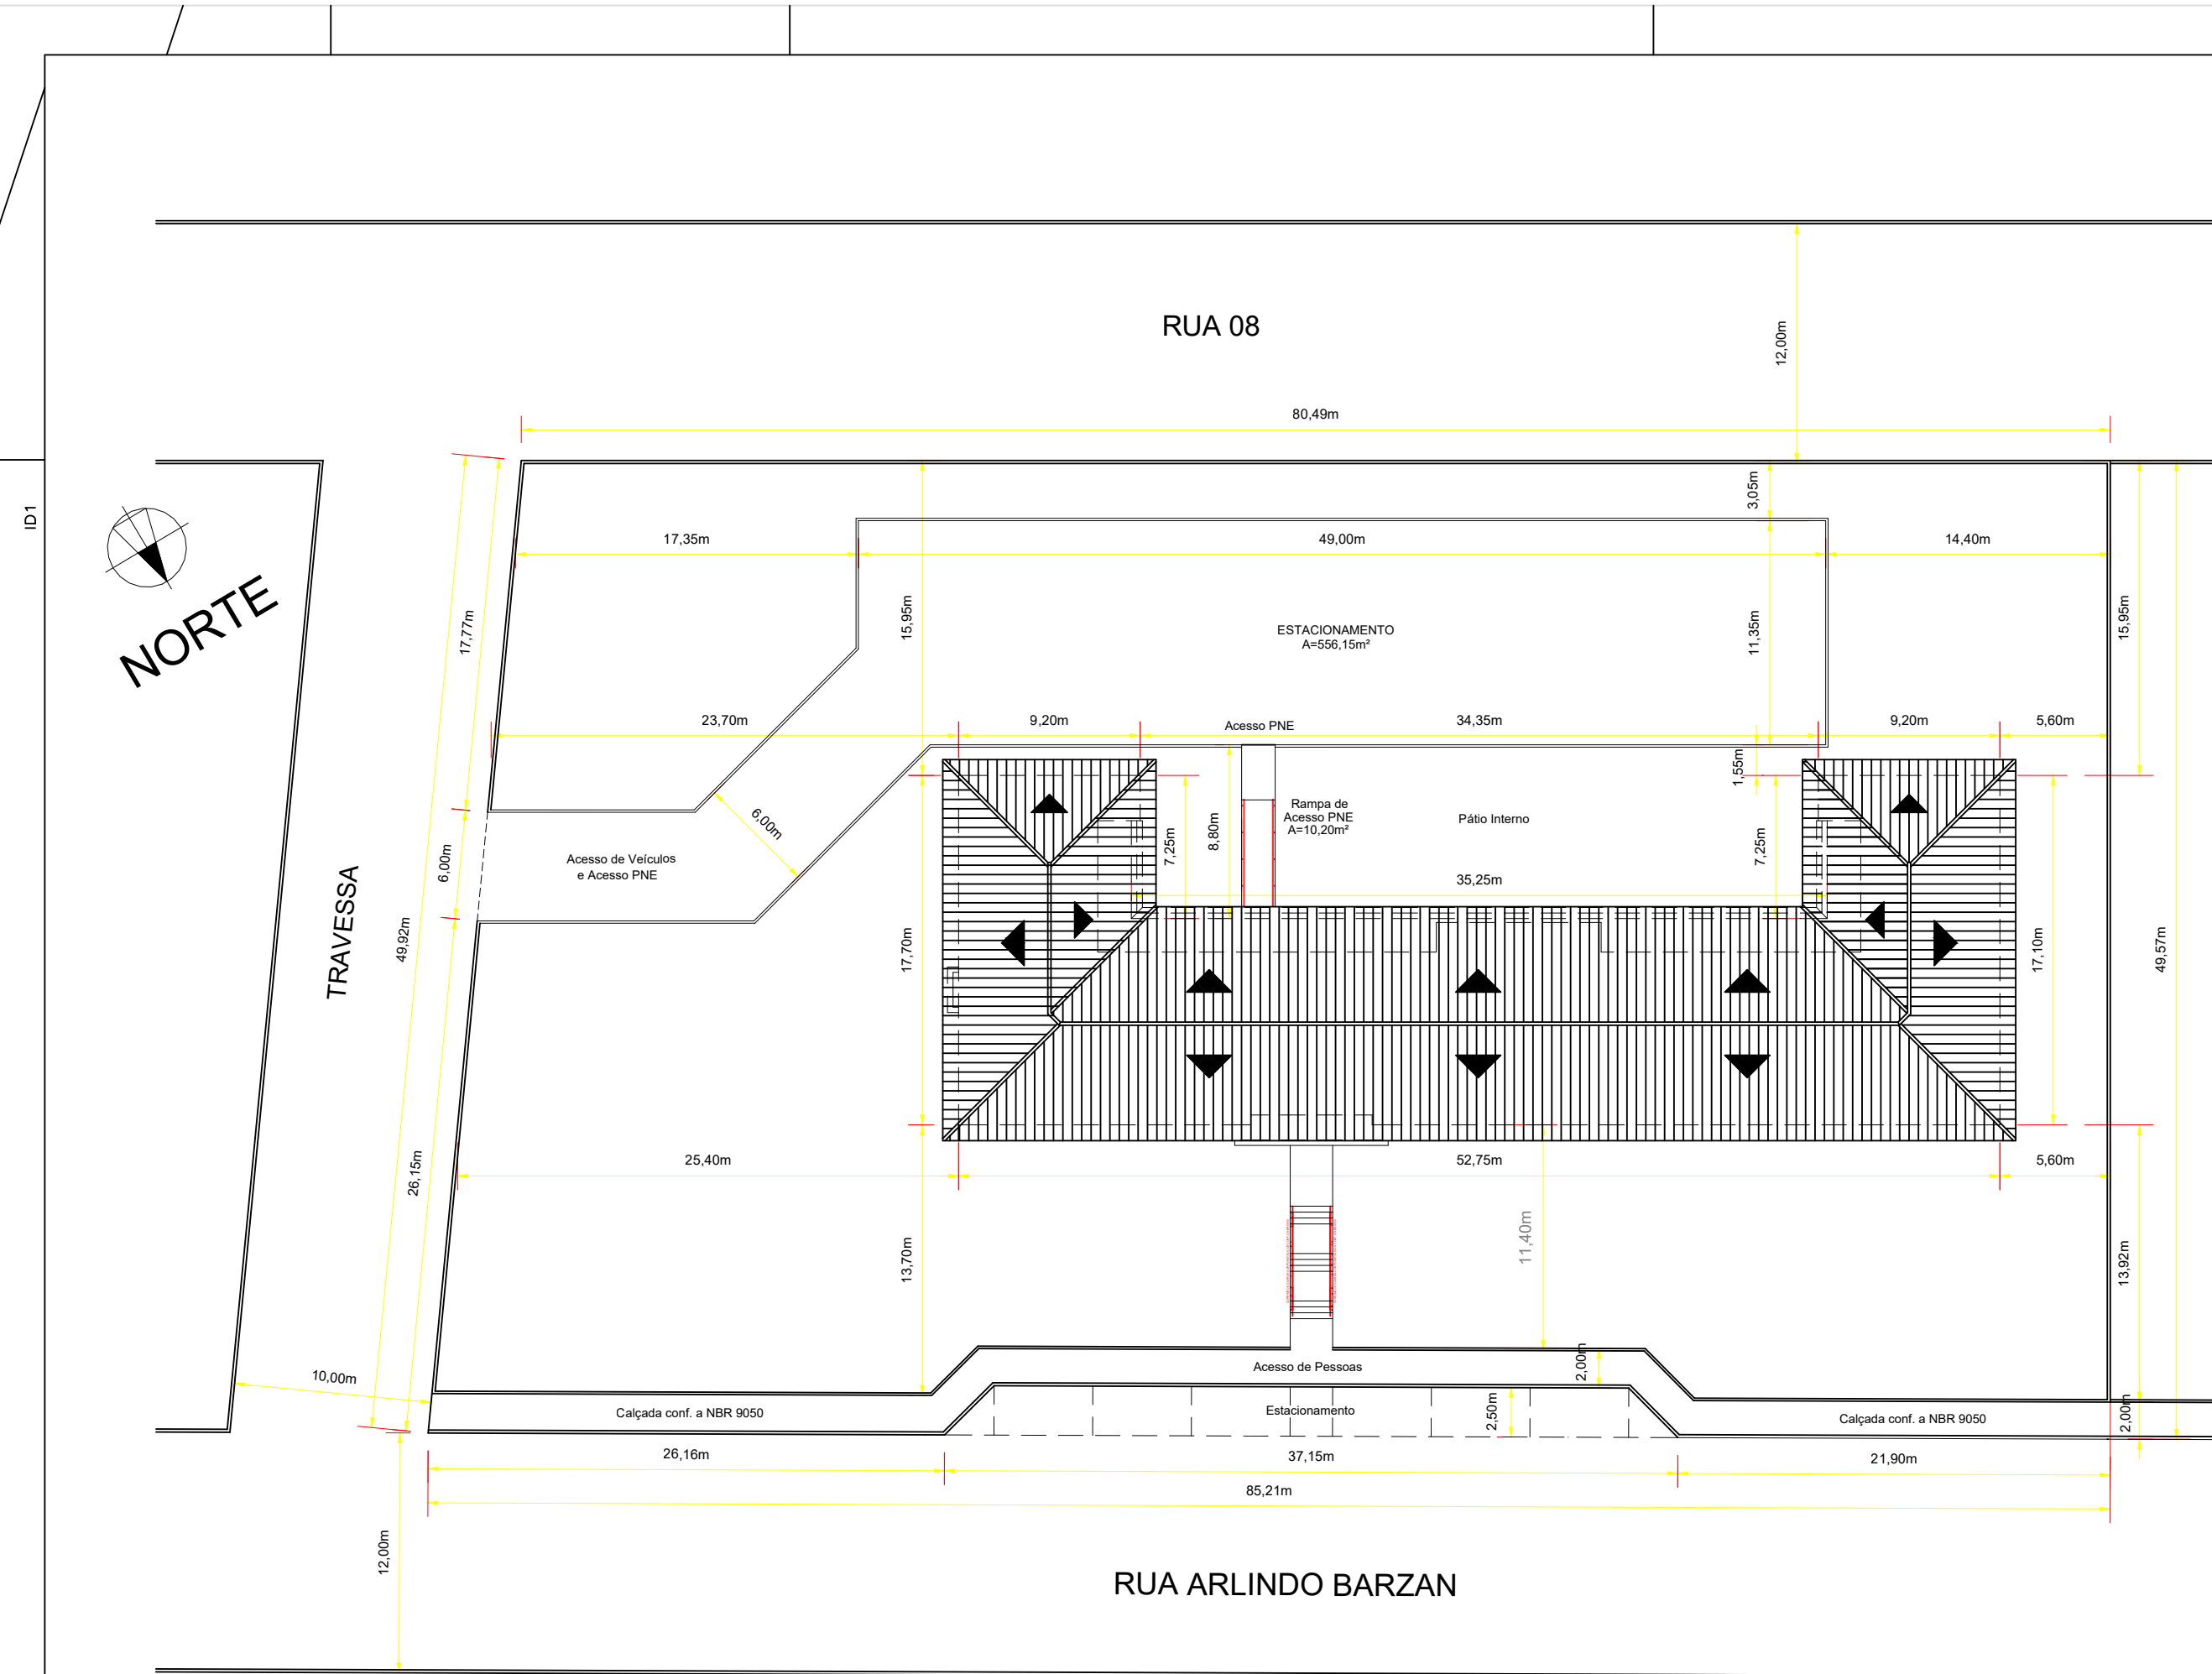 RUA 08
12,00m
80,49m
ID1
NORTE
3,05m
17,35m
49,00m
14,40m
17,77m
15,95m
ESTACIONAMENTO
A=556,15m²
11,35m
15,95m
23,70m
9,20m
Acesso PNE
34,35m
9,20m
5,60m
1,55m
6,00m
Rampa de
Acesso PNE
A=10,20m²
Pátio Interno
7,25m
8,80m
7,25m
Acesso de Veículos
e Acesso PNE
6,00m
35,25m
TRAVESSA
49,92m
17,70m
17,10m
49,57m
26,15m
25,40m
52,75m
5,60m
13,70m
11,40m
13,92m
10,00m
Acesso de Pessoas
2,00m
Calçada conf. a NBR 9050
Estacionamento
2,50m
Calçada conf. a NBR 9050
2,00m
26,16m
37,15m
21,90m
85,21m
12,00m
RUA ARLINDO BARZAN